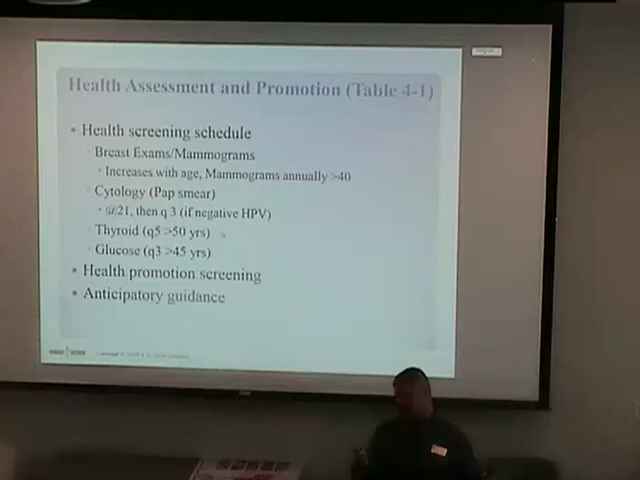 Health Assessment and Promotion (Table 4-1)
• Health screening schedule
Breast Exams/Mammograms
• Increases with age, Mammograms annually >40
Cytology (Pap smear)
• @21, then q 3 (if negative HPV)
Thyroid (q5 >50 yrs)
Glucose (q3 >45 yrs)
• Health promotion screening
• Anticipatory guidance